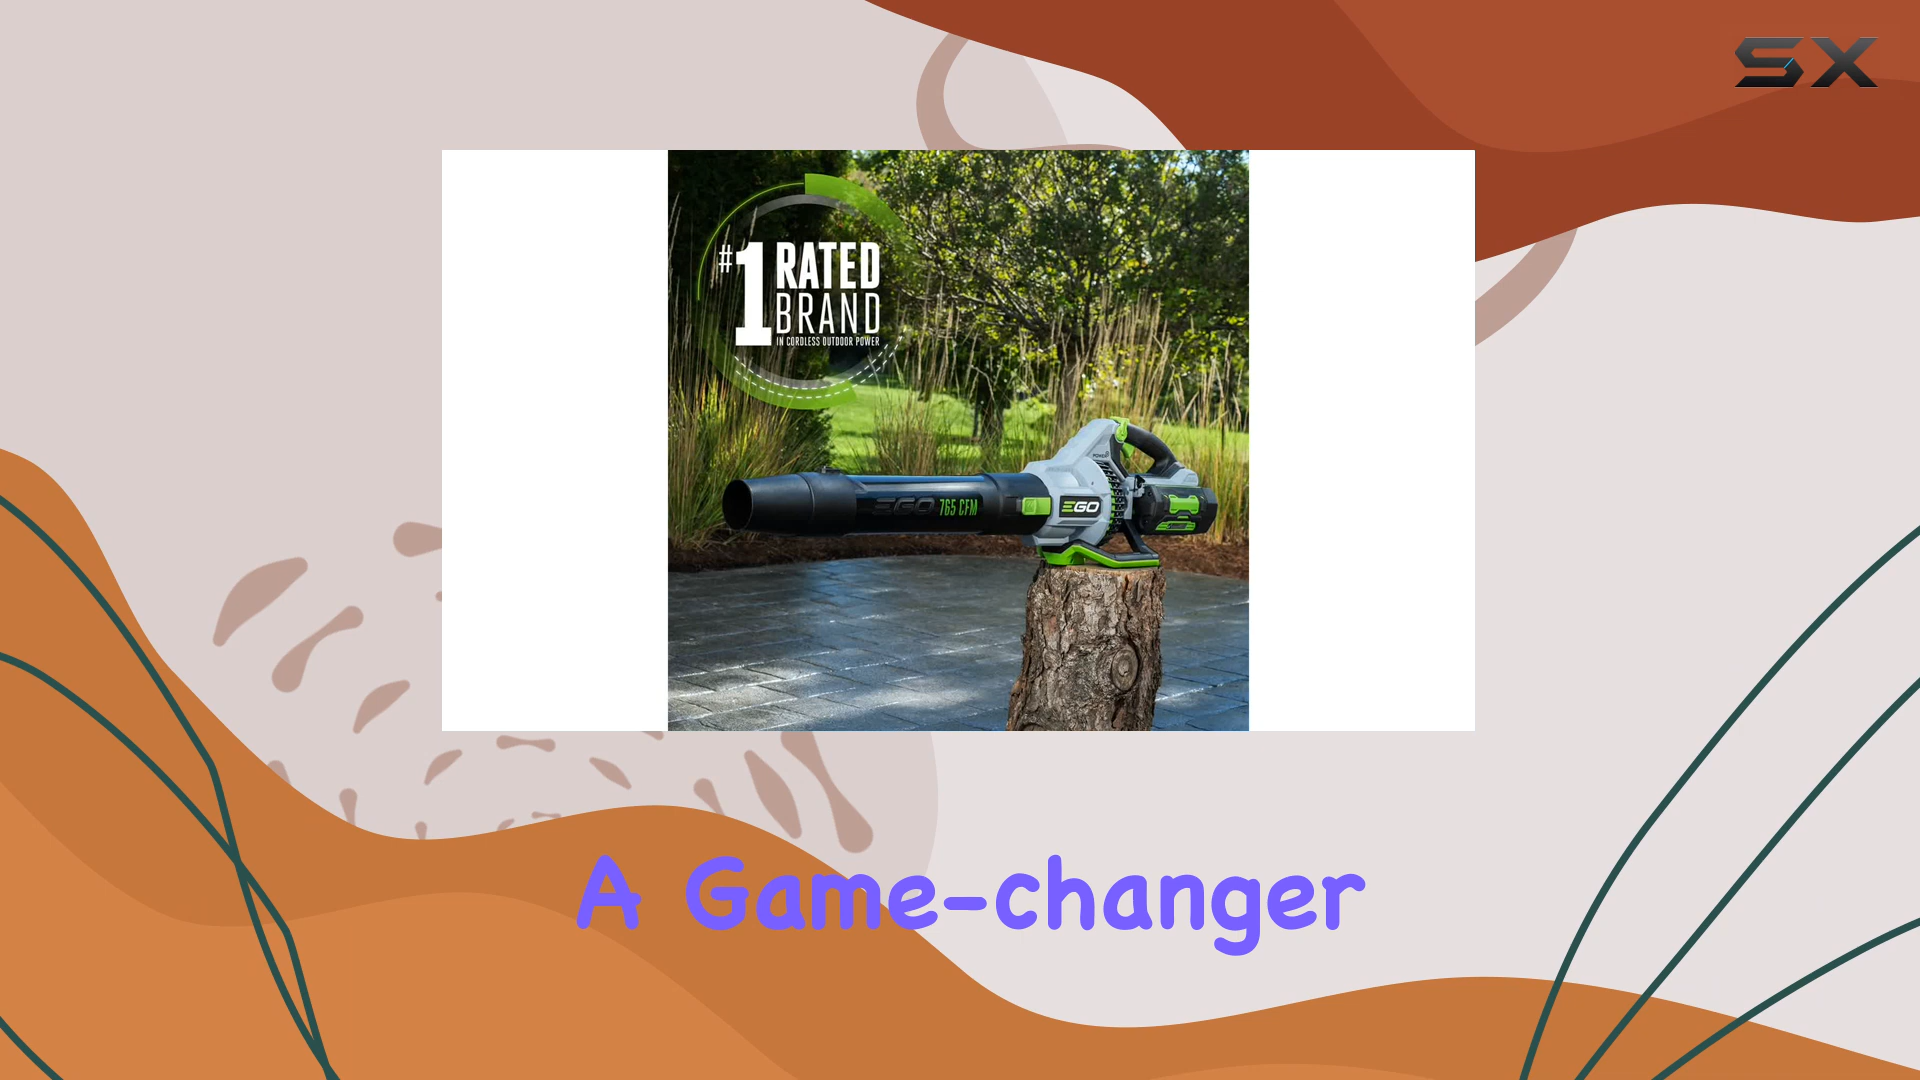 SX
#1 RATED
BRAND
IN CORDLESS OUTDOOR POWER
EGO 765 CFM
EGO
A Game-changer